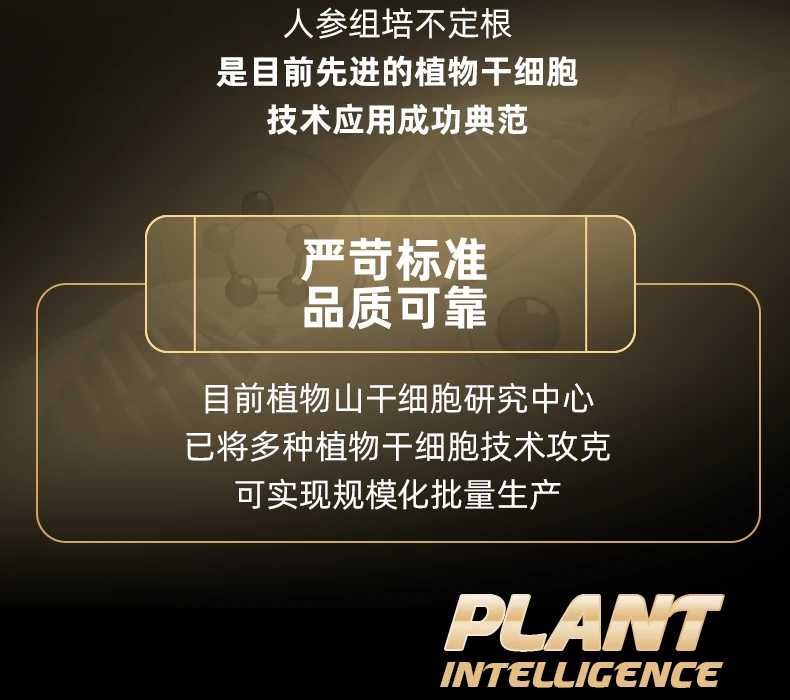 人参组培不定根
是目前先进的植物干细胞
技术应用成功典范
严苛标准
品质可靠
目前植物山干细胞研究中心
已将多种植物干细胞技术攻克
可实现规模化批量生产
PLANT
INTELLIGENCE